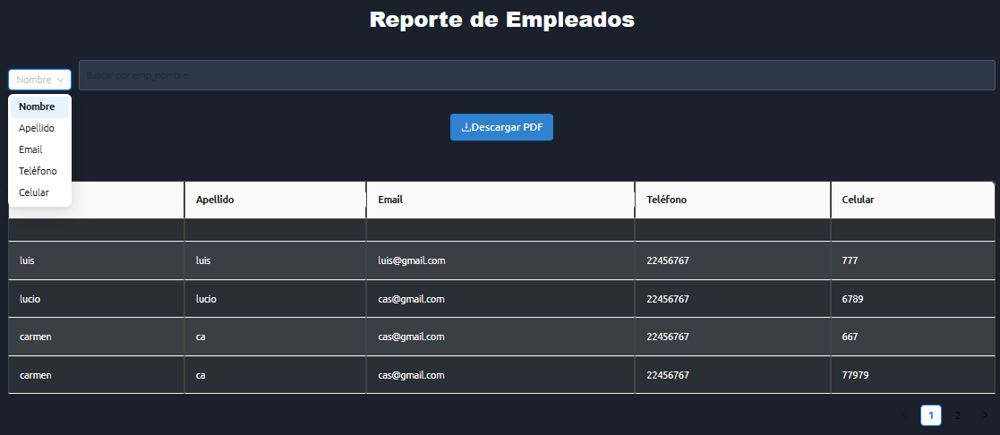 Reporte de Empleados
Nombre
Buscar por emp_nombre
Nombre
Apellido
Email
Teléfono
Celular
Descargar PDF
Apellido Email Teléfono Celular
luis luis luis@gmail.com 22456767 777
lucio lucio cas@gmail.com 22456767 6789
carmen ca cas@gmail.com 22456767 667
carmen ca cas@gmail.com 22456767 77979
1 2